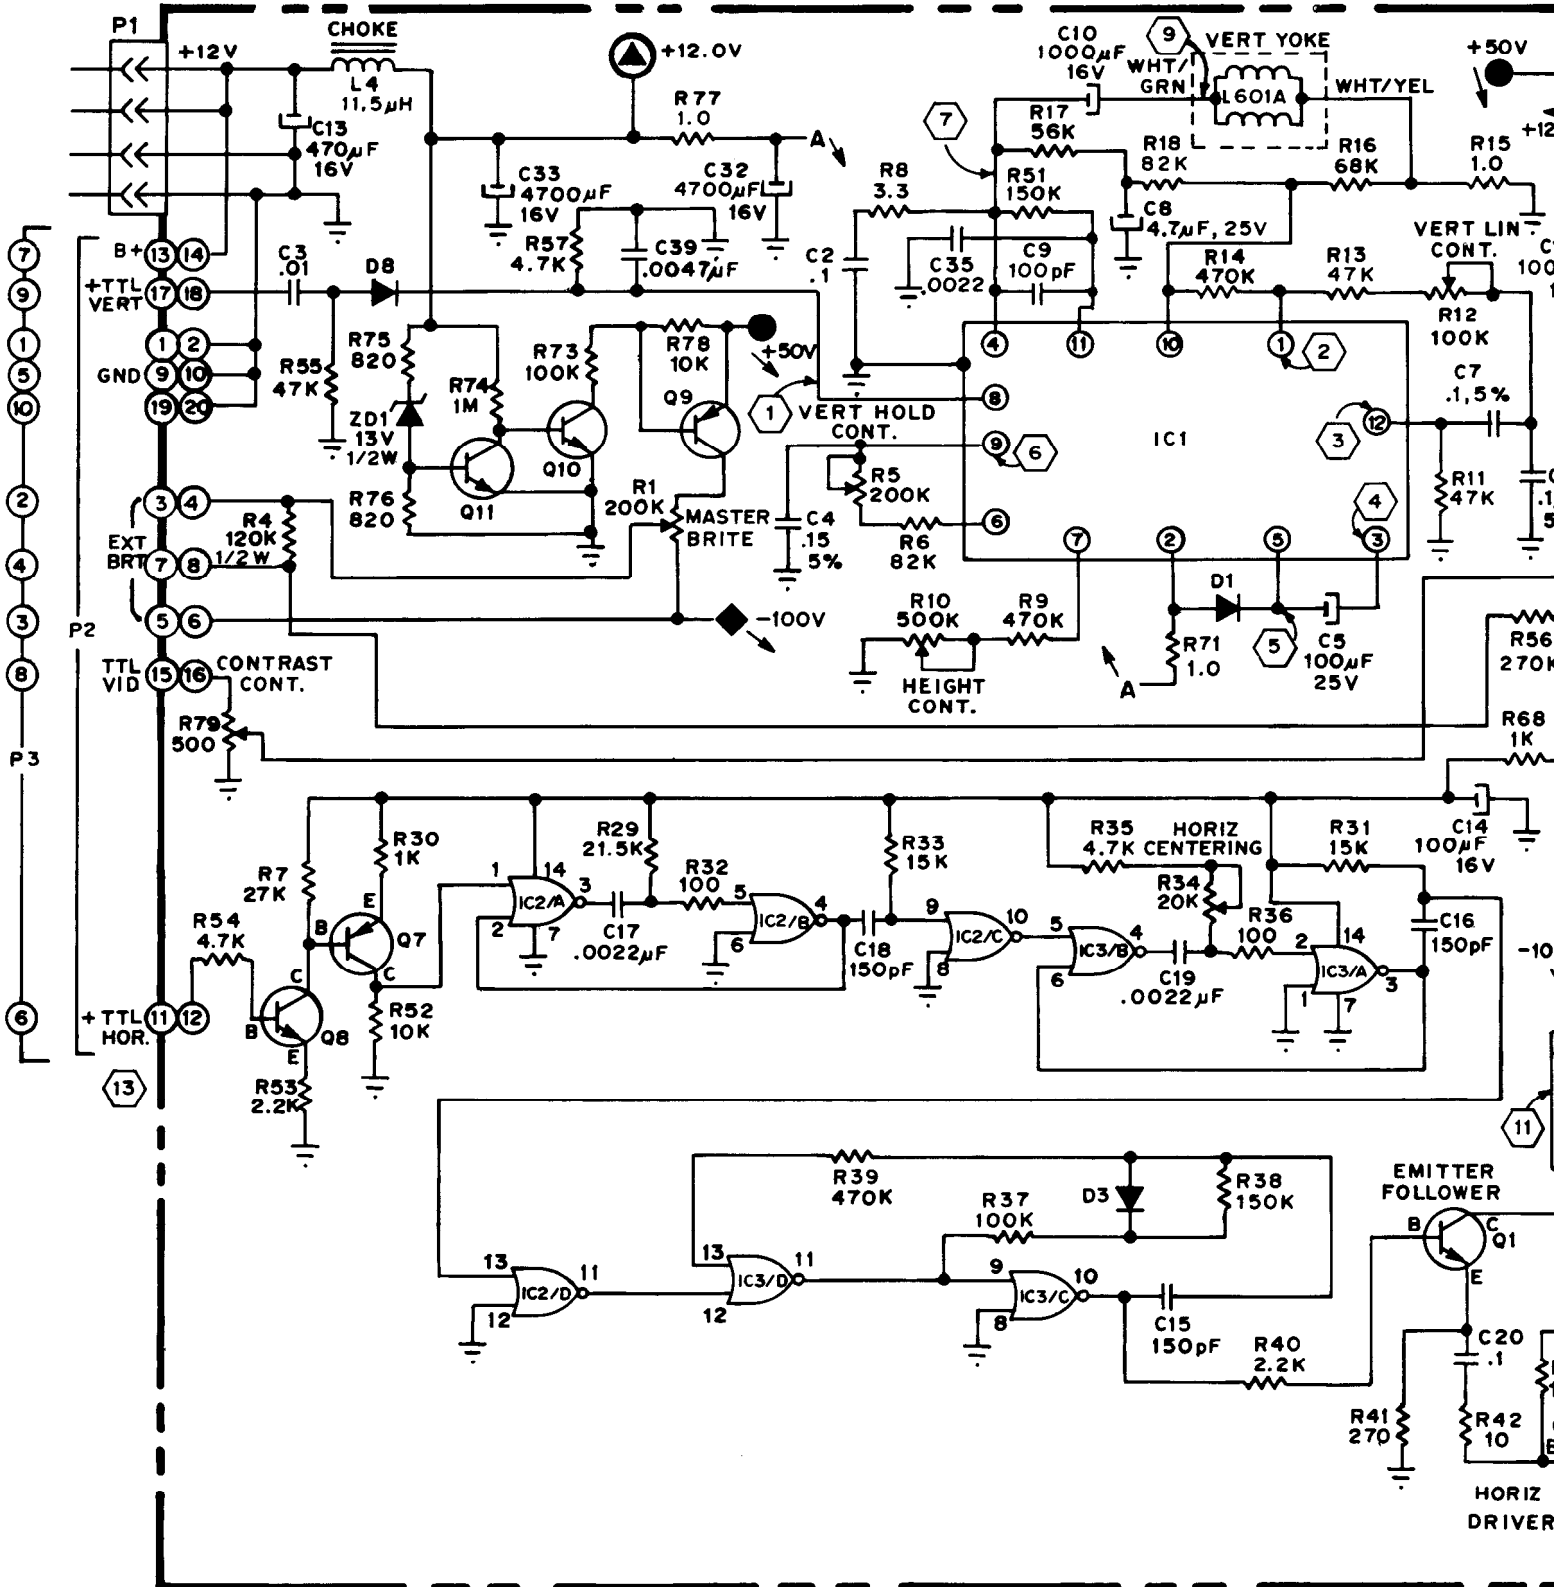 P1
+12V
CHOKE
L4
11.5µH
C13
470µF
16V
+12.0V
R77
1.0
A
C33
4700µF
16V
C32
4700µF
16V
C10
1000µF
16V
9
VERT YOKE
WHT/
GRN
L601A
WHT/YEL
+50V
7
R17
56K
R18
82K
R16
68K
R15
1.0
R8
3.3
R51
150K
C8
4.7µF, 25V
VERT LIN.
CONT.
7
9
1
5
10
2
4
3
8
P3
6
P2
B+
13 14
+TTL
VERT
17 18
1 2
GND
9 10
19 20
3 4
EXT
BRT
7 8
5 6
TTL
VID
15 16
+TTL
HOR.
11 12
13
C3
.01
D8
R57
4.7K
C39
.0047µF
C2
.1
C35
.0022
C9
100pF
R14
470K
R13
47K
R12
100K
R55
47K
R75
820
ZD1
13V
1/2W
R76
820
R74
1M
R73
100K
R78
10K
+50V
Q9
Q10
Q11
1
VERT HOLD
CONT.
4
11
10
1
2
8
9
6
IC1
12
3
6
7
2
5
3
4
C7
.1,5%
R11
47K
R5
200K
R6
82K
C4
.15
5%
R1
200K
MASTER
BRITE
R4
120K
1/2W
-100V
R10
500K
R9
470K
HEIGHT
CONT.
D1
R71
1.0
A
5
C5
100µF
25V
R56
270K
CONTRAST
CONT.
R79
500
R68
1K
C14
100µF
16V
R7
27K
R30
1K
R54
4.7K
B
E
C
Q7
B
C
E
Q8
R52
10K
R53
2.2K
1
2
14
3
7
IC2/A
R29
21.5K
C17
.0022µF
R32
100
5
6
4
IC2/B
C18
150pF
R33
15K
9
8
10
IC2/C
5
6
4
IC3/B
R35
4.7K
HORIZ
CENTERING
R34
20K
C19
.0022µF
R36
100
R31
15K
2
1
14
3
7
IC3/A
C16
150pF
11
R39
470K
R37
100K
D3
R38
150K
13
12
11
IC2/D
13
12
11
IC3/D
9
8
10
IC3/C
C15
150pF
R40
2.2K
EMITTER
FOLLOWER
B
C
E
Q1
C20
.1
R41
270
R42
10
HORIZ
DRIVER